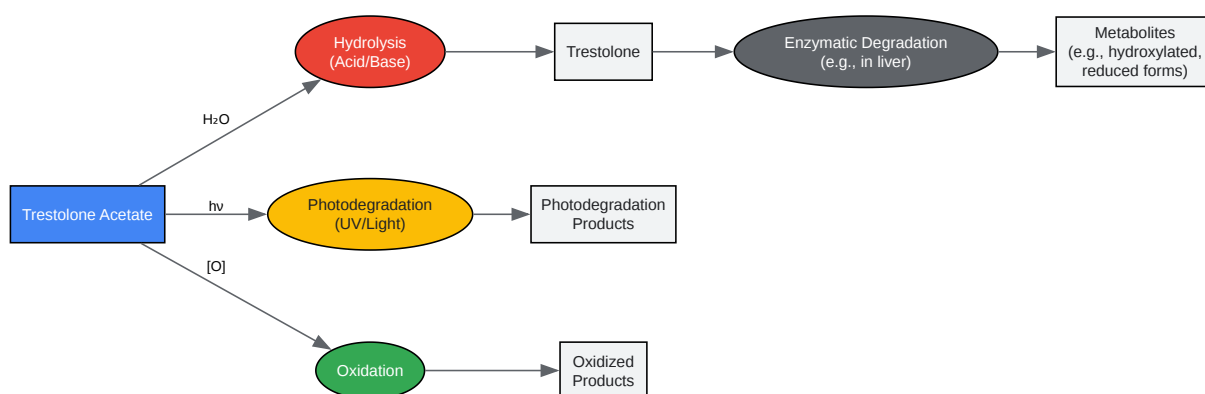 Hydrolysis
(Acid/Base)
Trestolone
Enzymatic Degradation
(e.g., in liver)
Metabolites
(e.g., hydroxylated,
reduced forms)
H₂O
Trestolone Acetate
hν
Photodegradation
(UV/Light)
Photodegradation
Products
[O]
Oxidation
Oxidized
Products